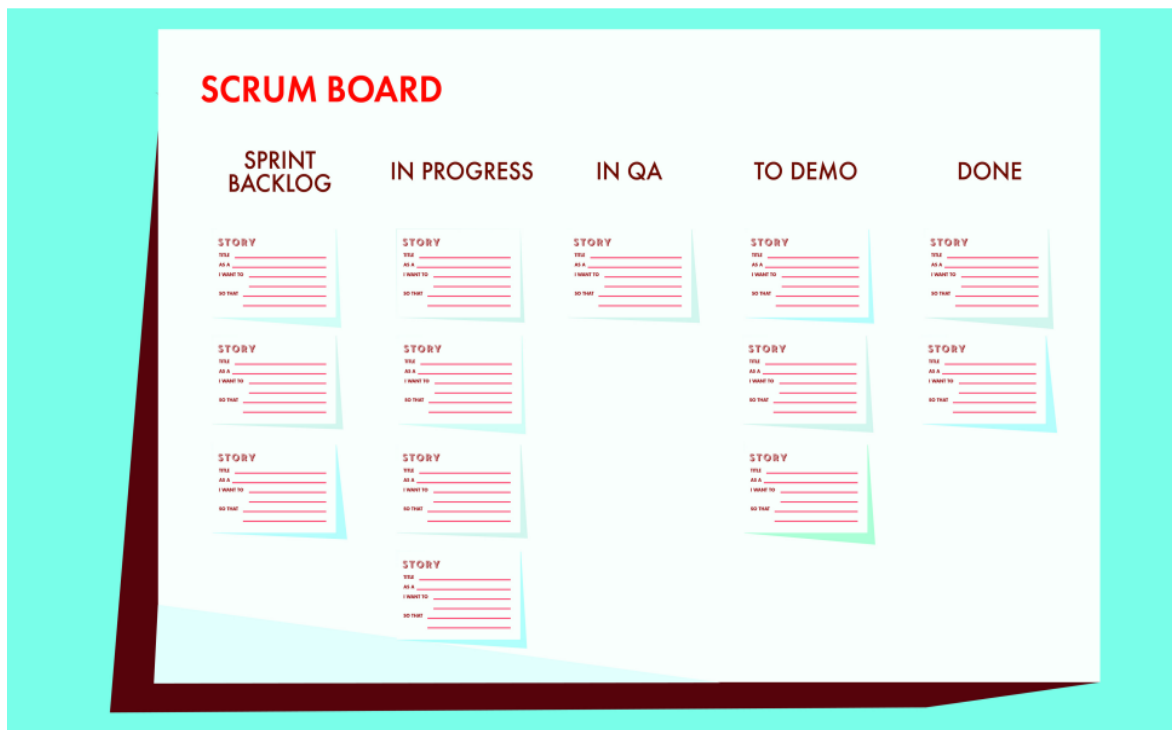 SCRUM BOARD
SPRINT
BACKLOG
IN PROGRESS
IN QA
TO DEMO
DONE
STORY
TITLE
AS A
I WANT TO
SO THAT
STORY
TITLE
AS A
I WANT TO
SO THAT
STORY
TITLE
AS A
I WANT TO
SO THAT
STORY
TITLE
AS A
I WANT TO
SO THAT
STORY
TITLE
AS A
I WANT TO
SO THAT
STORY
TITLE
AS A
I WANT TO
SO THAT
STORY
TITLE
AS A
I WANT TO
SO THAT
STORY
TITLE
AS A
I WANT TO
SO THAT
STORY
TITLE
AS A
I WANT TO
SO THAT
STORY
TITLE
AS A
I WANT TO
SO THAT
STORY
TITLE
AS A
I WANT TO
SO THAT
STORY
TITLE
AS A
I WANT TO
SO THAT
STORY
TITLE
AS A
I WANT TO
SO THAT